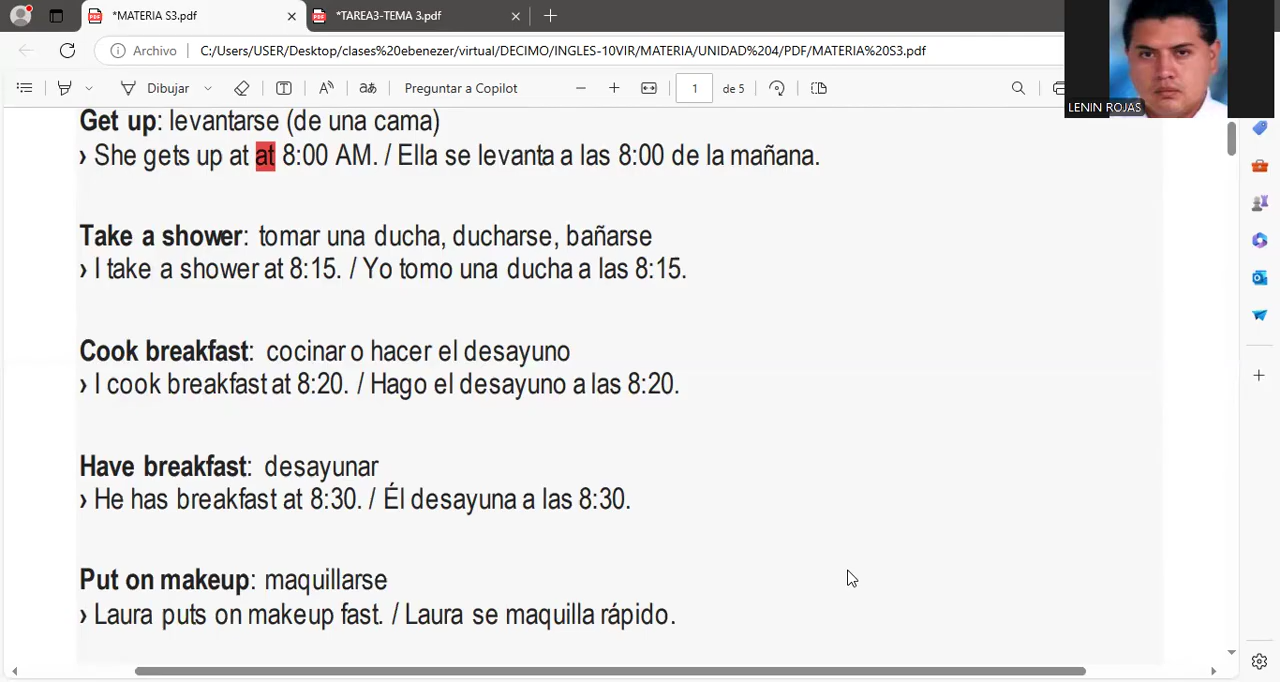 *MATERIA S3.pdf
*TAREA3-TEMA 3.pdf
Archivo
C:/Users/USER/Desktop/clases%20ebenezer/virtual/DECIMO/INGLES-10VIR/MATERIA/UNIDAD%204/PDF/MATERIA%20S3.pdf
Dibujar
Preguntar a Copilot
1 de 5
LENIN ROJAS
Get up: levantarse (de una cama)
› She gets up at at 8:00 AM. / Ella se levanta a las 8:00 de la mañana.
Take a shower: tomar una ducha, ducharse, bañarse
› I take a shower at 8:15. / Yo tomo una ducha a las 8:15.
Cook breakfast: cocinar o hacer el desayuno
› I cook breakfast at 8:20. / Hago el desayuno a las 8:20.
Have breakfast: desayunar
› He has breakfast at 8:30. / Él desayuna a las 8:30.
Put on makeup: maquillarse
› Laura puts on makeup fast. / Laura se maquilla rápido.